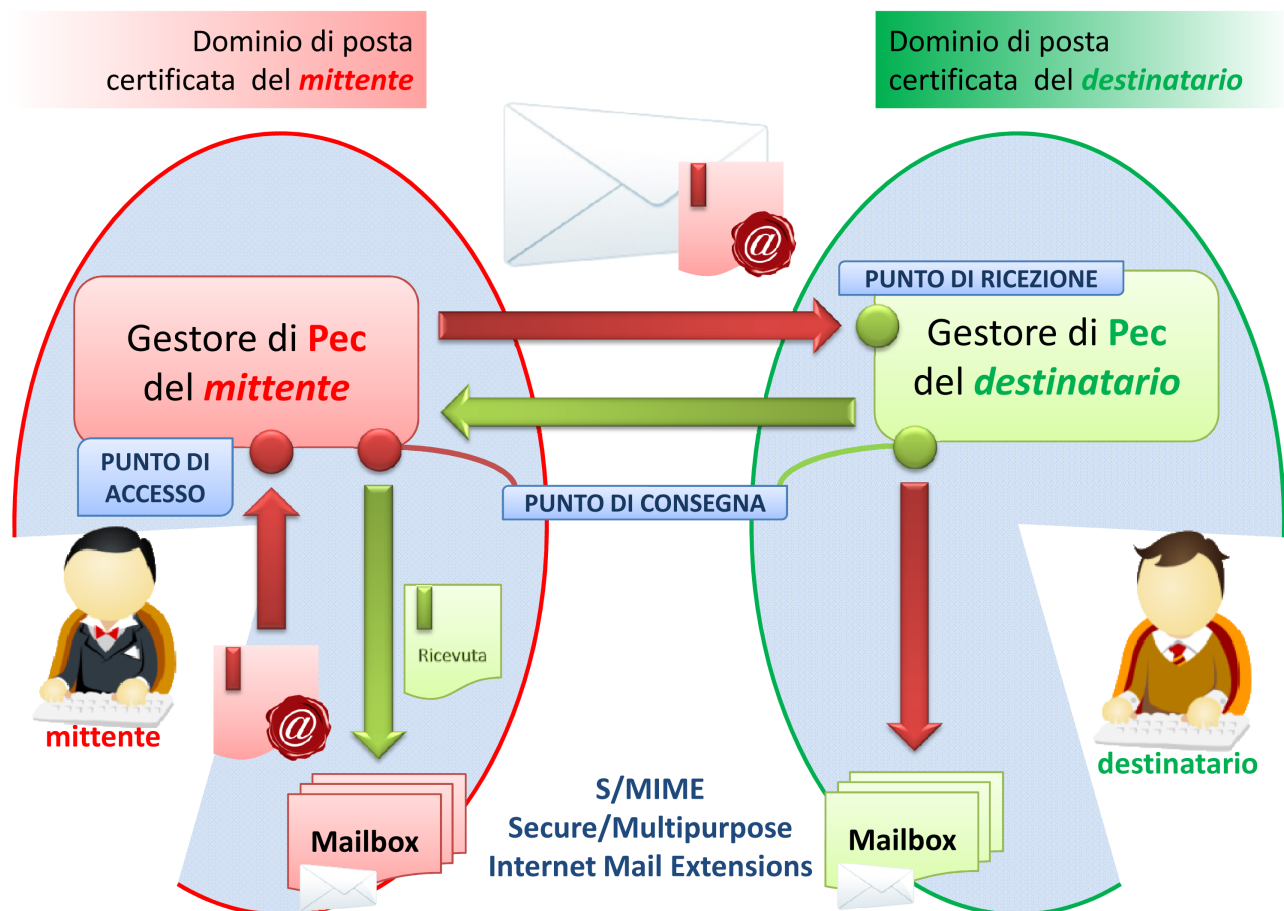 Dominio di posta
certificata del mittente
Dominio di posta
certificata del destinatario
@
PUNTO DI RICEZIONE
Gestore di Pec
del mittente
Gestore di Pec
del destinatario
PUNTO DI
ACCESSO
PUNTO DI CONSEGNA
Ricevuta
@
mittente
destinatario
S/MIME
Secure/Multipurpose
Internet Mail Extensions
Mailbox
Mailbox